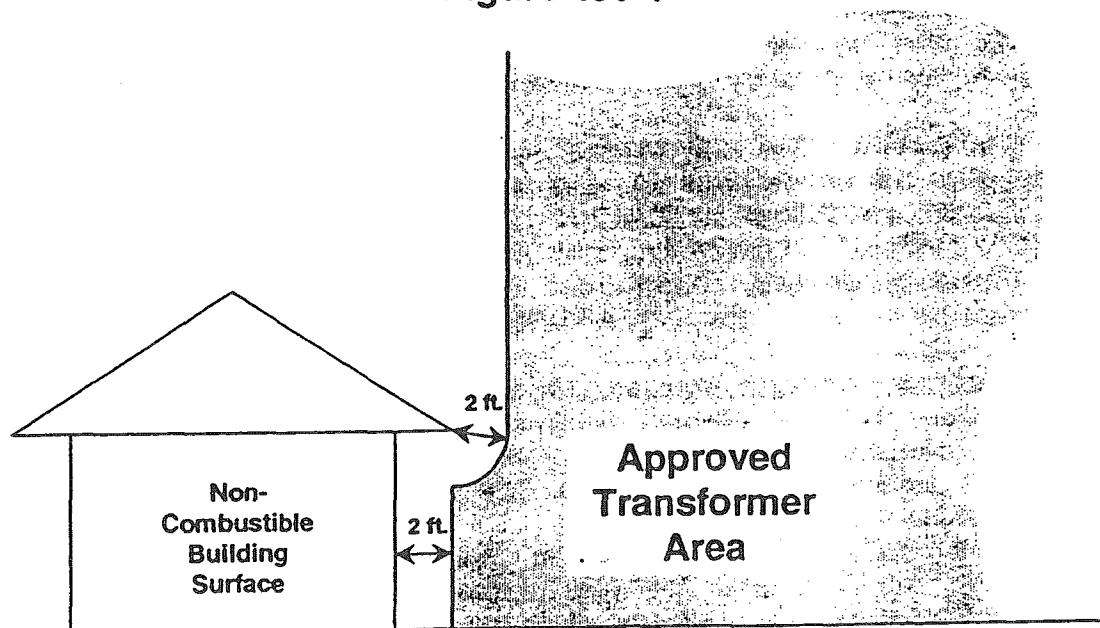 2 ft.
Approved
Transformer
Area
Non-
Combustible
Building
Surface
2 ft.